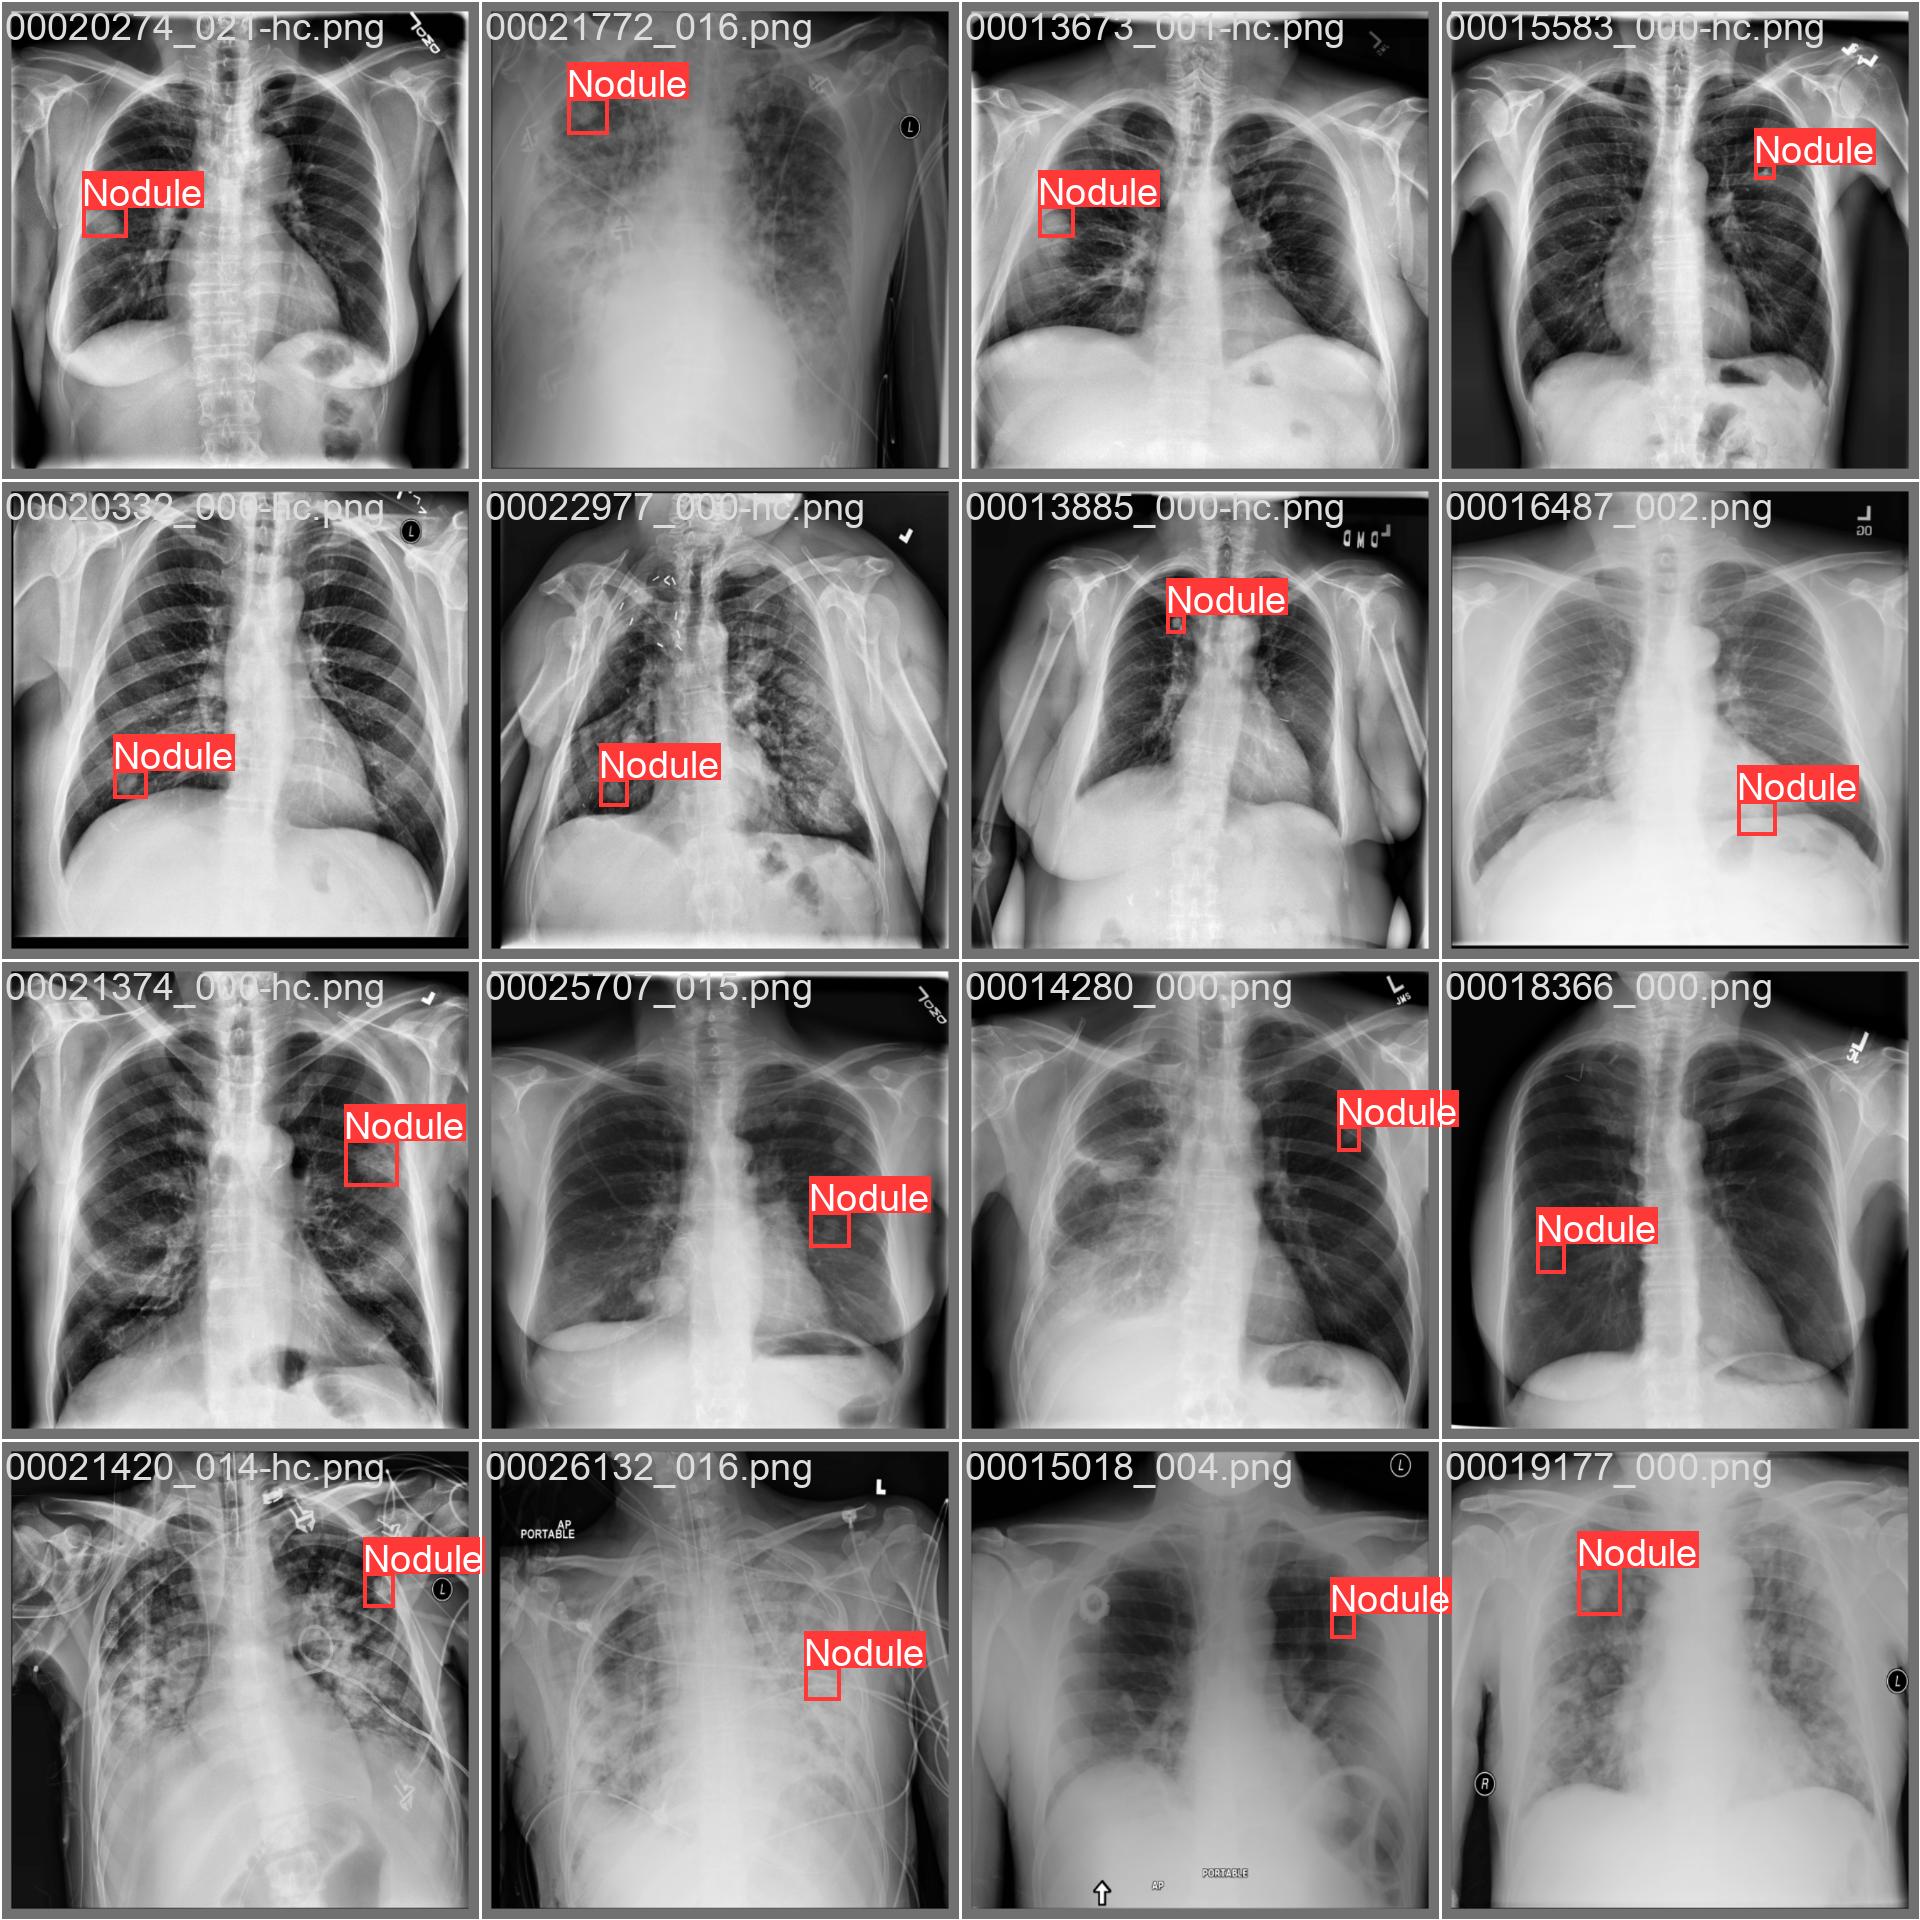 00020274_021-hc.png
00021772_016.png
00013673_001-hc.png
00015583_000-hc.png
Nodule
L
Nodule
Nodule
Nodule
00020332_000-hc.png
00022977_000-hc.png
00013885_000-hc.png
00016487_002.png
L
L
L
DMD
L
DG
Nodule
Nodule
Nodule
Nodule
00021374_000-hc.png
00025707_015.png
00014280_000.png
00018366_000.png
L
L
JMS
L
Nodule
Nodule
Nodule
Nodule
00021420_014-hc.png
00026132_016.png
00015018_004.png
00019177_000.png
L
L
AP
PORTABLE
Nodule
L
Nodule
Nodule
Nodule
L
R
PORTABLE
AP